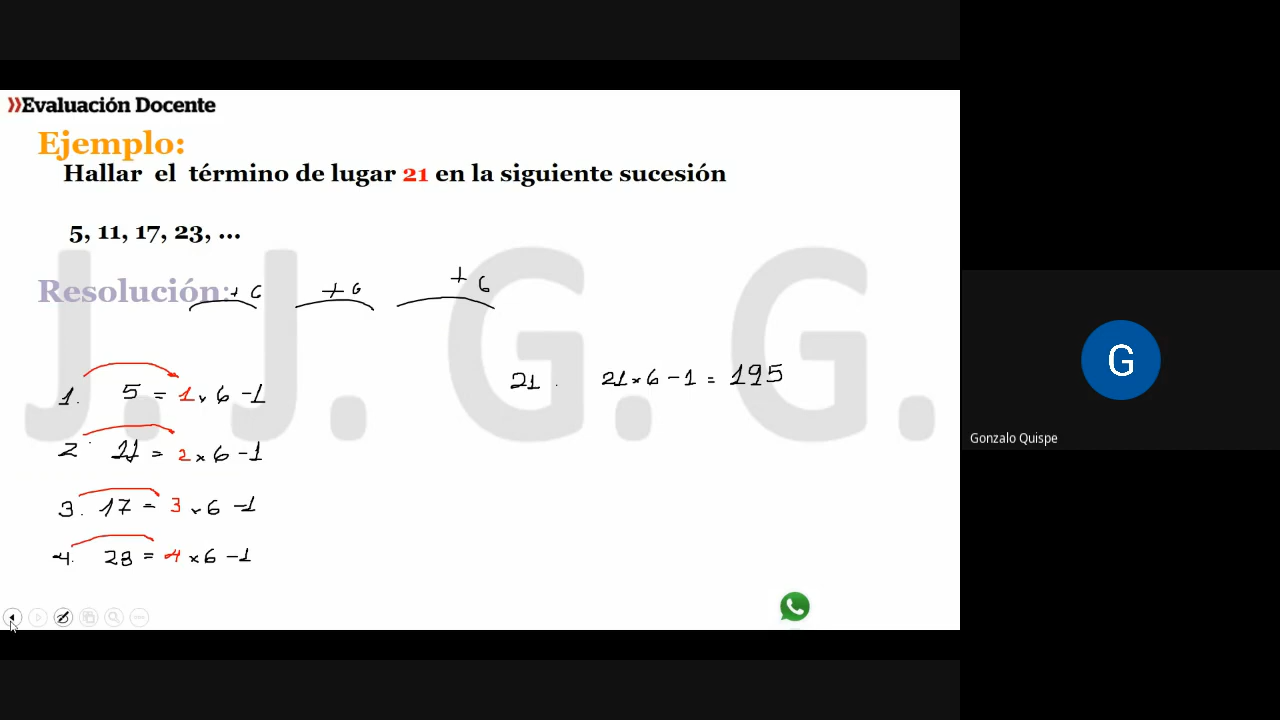 »Evaluación Docente
Ejemplo:
Hallar el término de lugar 21 en la siguiente sucesión
5, 11, 17, 23, ...
Resolución:
+ 6 + 6 + 6
1. 5 = 1 × 6 - 1
2. 11 = 2 × 6 - 1
3. 17 = 3 × 6 - 1
4. 23 = 4 × 6 - 1
21. 21 × 6 - 1 = 195
J. J. G. G.
G
Gonzalo Quispe